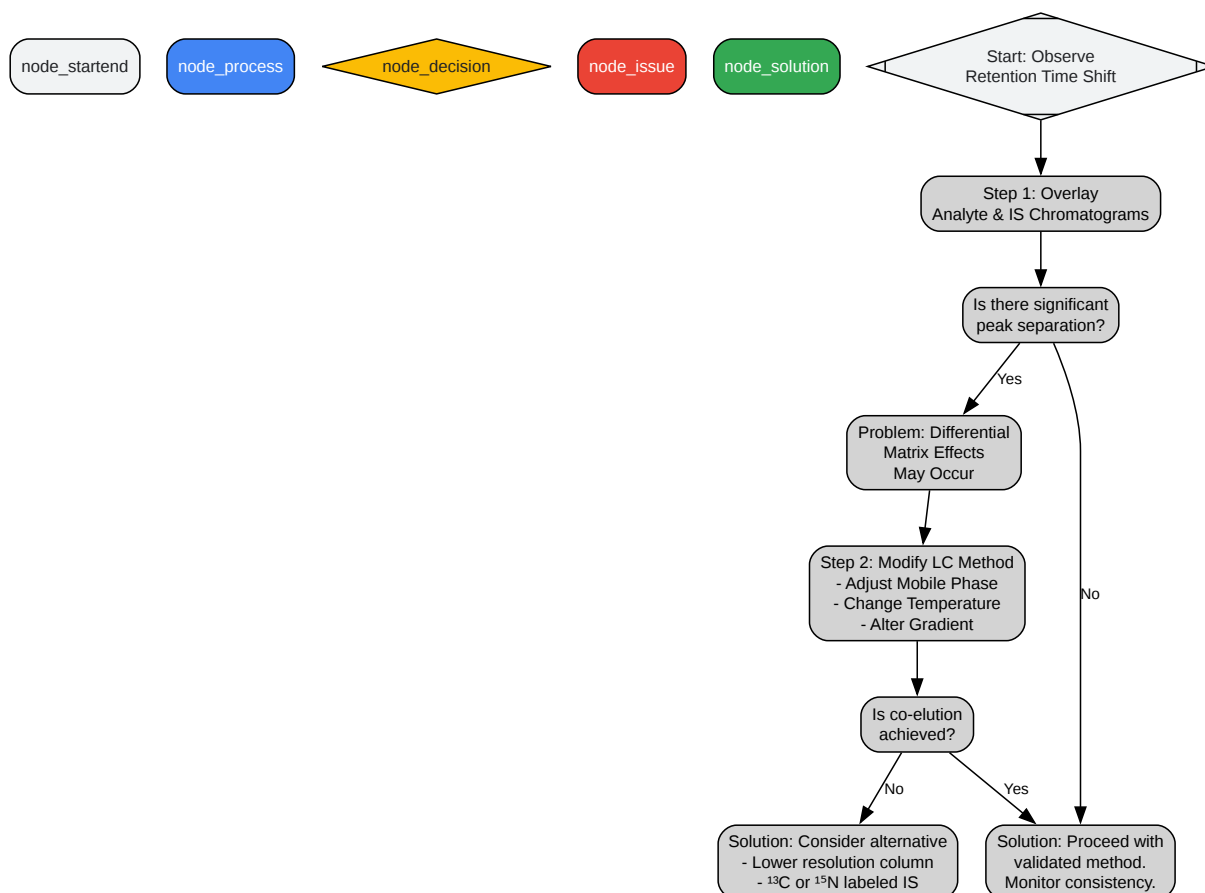 node_startend
node_process
node_decision
node_issue
node_solution
Start: Observe
Retention Time Shift
Step 1: Overlay
Analyte & IS Chromatograms
Is there significant
peak separation?
Yes
Problem: Differential
Matrix Effects
May Occur
Step 2: Modify LC Method
- Adjust Mobile Phase
- Change Temperature
- Alter Gradient
No
Is co-elution
achieved?
No
Yes
Solution: Consider alternative
- Lower resolution column
- ¹³C or ¹⁵N labeled IS
Solution: Proceed with
validated method.
Monitor consistency.